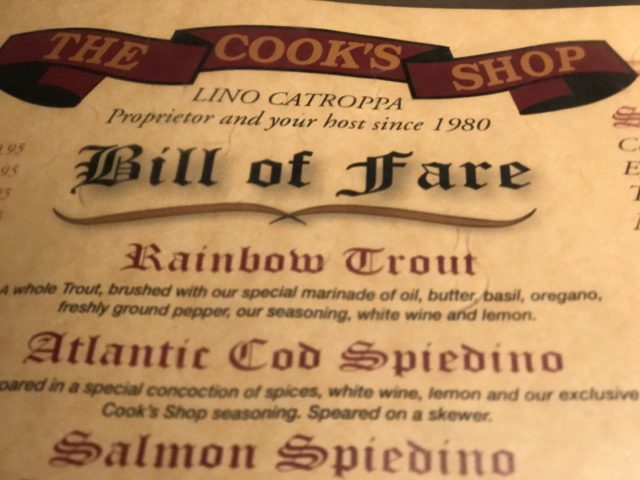 THE COOK'S SHOP
LINO CATROPPA
Proprietor and your host since 1980
Bill of Fare
Rainbow Trout
A whole Trout, brushed with our special marinade of oil, butter, basil, oregano,
freshly ground pepper, our seasoning, white wine and lemon.
Atlantic Cod Spiedino
in a special concoction of spices, white wine, lemon and our exclusive
Cook's Shop seasoning. Speared on a skewer.
Salmon Spiedino